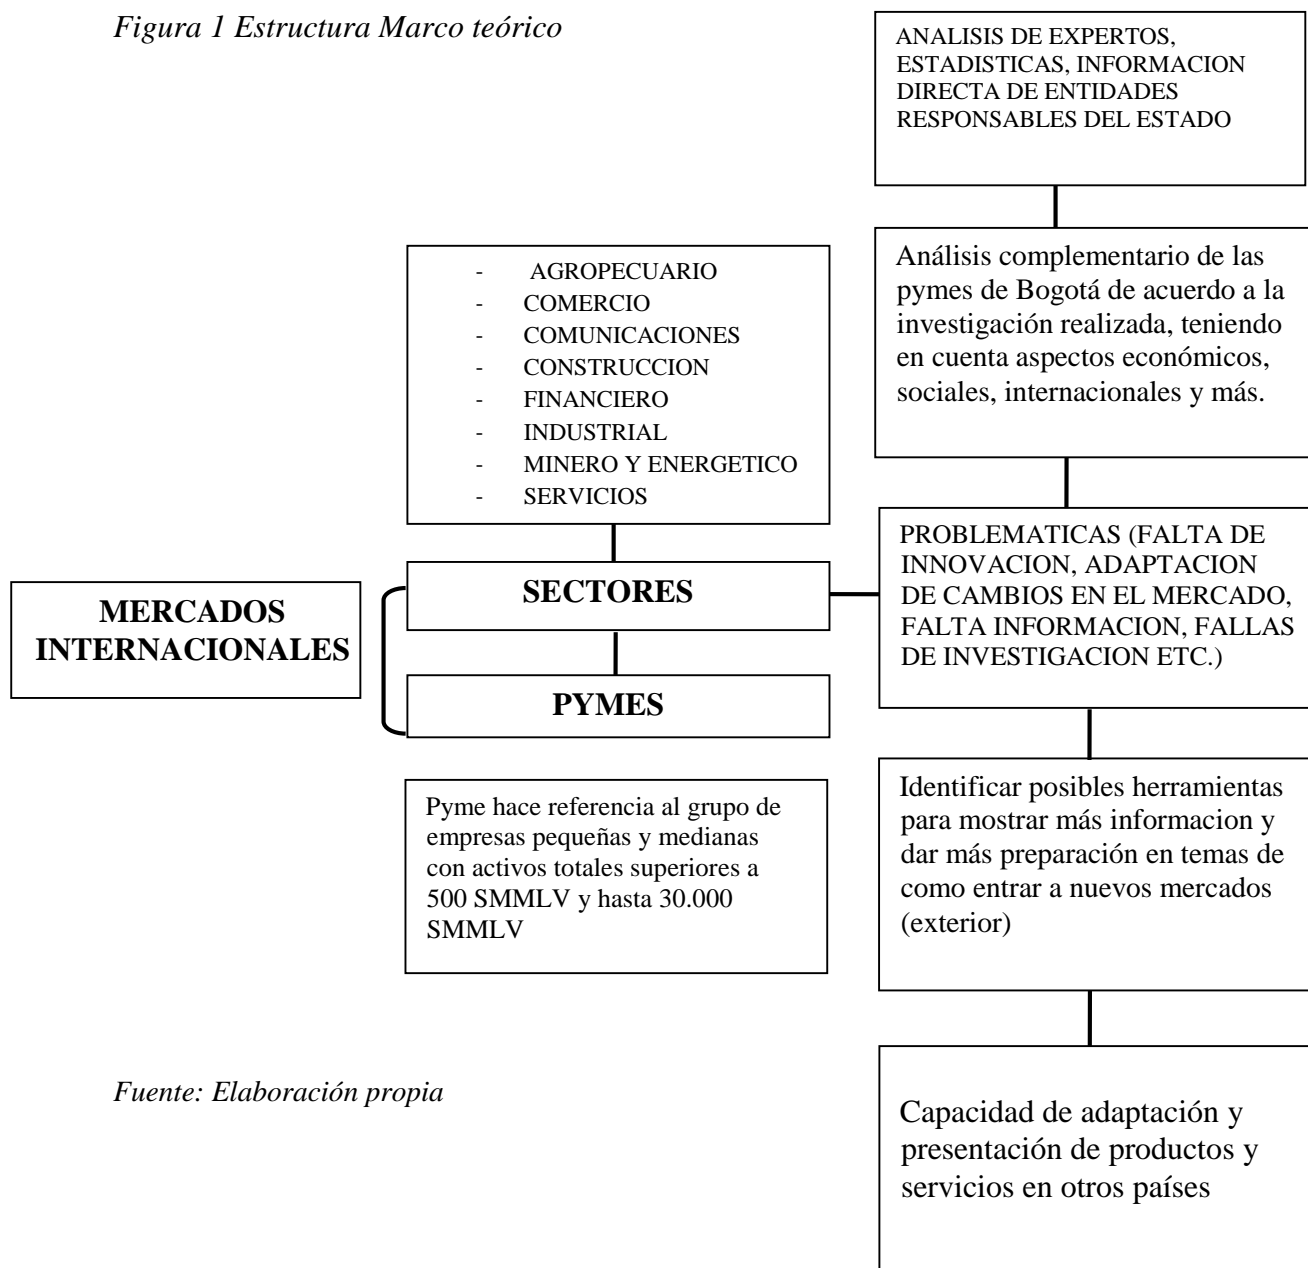 Figura 1 Estructura Marco teórico
ANALISIS DE EXPERTOS,
ESTADISTICAS, INFORMACION
DIRECTA DE ENTIDADES
RESPONSABLES DEL ESTADO
Análisis complementario de las
pymes de Bogotá de acuerdo a la
investigación realizada, teniendo
en cuenta aspectos económicos,
sociales, internacionales y más.
- AGROPECUARIO
- COMERCIO
- COMUNICACIONES
- CONSTRUCCION
- FINANCIERO
- INDUSTRIAL
- MINERO Y ENERGETICO
- SERVICIOS
MERCADOS
INTERNACIONALES
SECTORES
PYMES
PROBLEMATICAS (FALTA DE
INNOVACION, ADAPTACION
DE CAMBIOS EN EL MERCADO,
FALTA INFORMACION, FALLAS
DE INVESTIGACION ETC.)
Pyme hace referencia al grupo de
empresas pequeñas y medianas
con activos totales superiores a
500 SMMLV y hasta 30.000
SMMLV
Identificar posibles herramientas
para mostrar más informacion y
dar más preparación en temas de
como entrar a nuevos mercados
(exterior)
Capacidad de adaptación y
presentación de productos y
servicios en otros países
Fuente: Elaboración propia